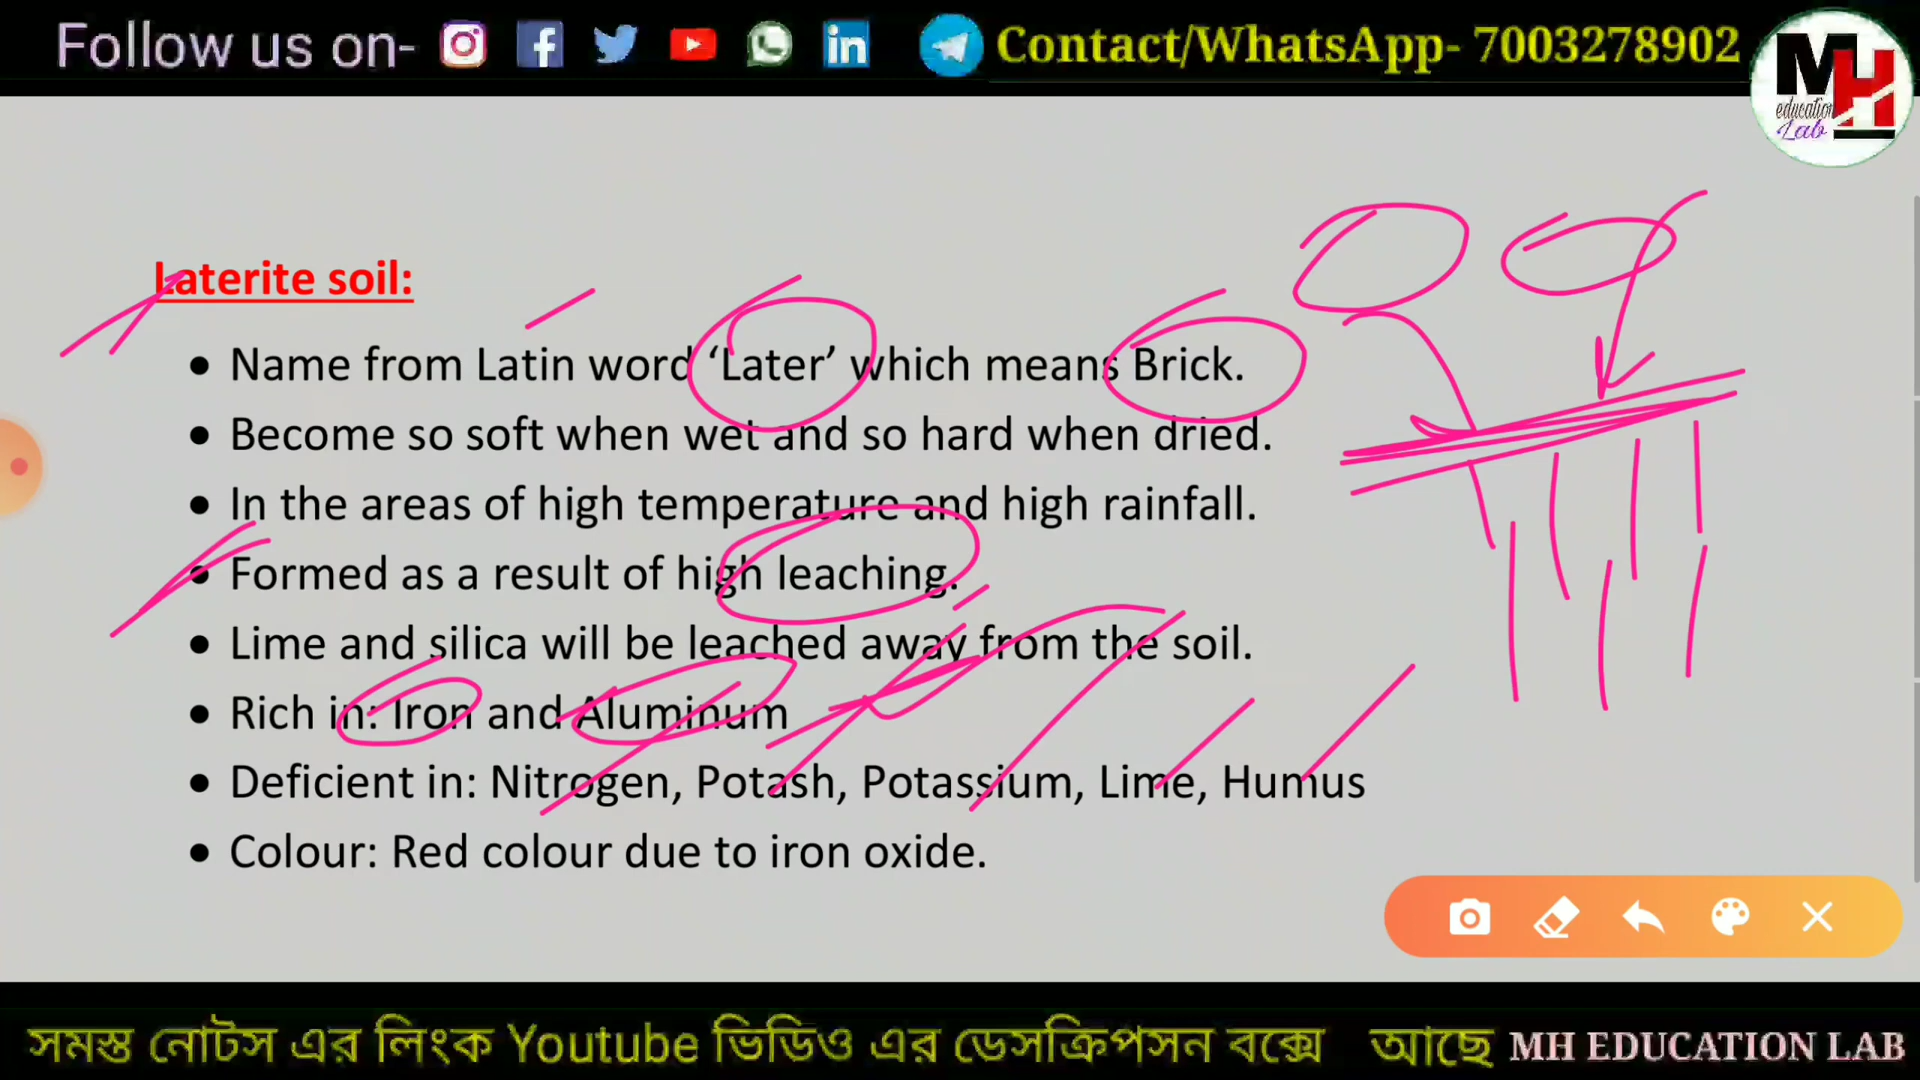 Follow us on- Contact/WhatsApp- 7003278902
MH
education
Lab
Laterite soil:
• Name from Latin word ‘Later’ which means Brick.
• Become so soft when wet and so hard when dried.
• In the areas of high temperature and high rainfall.
• Formed as a result of high leaching.
• Lime and silica will be leached away from the soil.
• Rich in: Iron and Aluminum
• Deficient in: Nitrogen, Potash, Potassium, Lime, Humus
• Colour: Red colour due to iron oxide.
সমস্ত নোটস এর লিংক Youtube ভিডিও এর ডেসক্রিপসন বক্সে আছে MH EDUCATION LAB